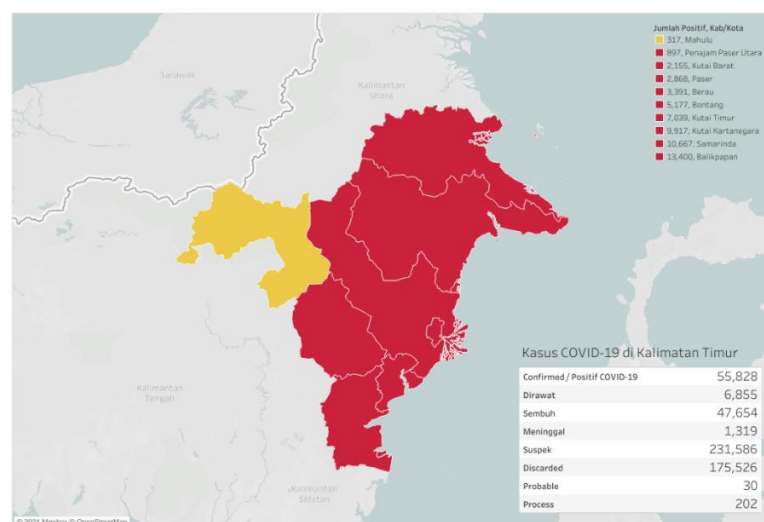 Jumlah Positif, Kab/Kota
317, Mahulu
897, Penajam Paser Utara
2,155, Kutai Barat
2,868, Paser
3,391, Berau
5,177, Bontang
7,039, Kutai Timur
9,917, Kutai Kartanegara
10,667, Samarinda
13,400, Balikpapan
Sarawak
Kalimantan
Utara
Kalimantan
Tengah
Kalimantan
Selatan
Kasus COVID-19 di Kalimatan Timur
Confirmed / Positif COVID-19 55,828
Dirawat 6,855
Sembuh 47,654
Meninggal 1,319
Suspek 231,586
Discarded 175,526
Probable 30
Process 202
© 2021 Mapbox © OpenStreetMap